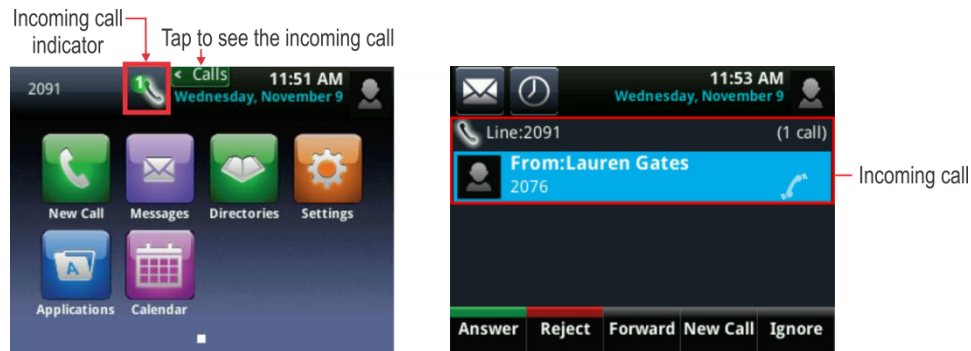 Incoming call
indicator
Tap to see the incoming call
2091
1
< Calls
11:51 AM
Wednesday, November 9
New Call
Messages
Directories
Settings
A
Applications
Calendar
11:53 AM
Wednesday, November 9
Line:2091
(1 call)
From:Lauren Gates
2076
Incoming call
Answer
Reject
Forward
New Call
Ignore